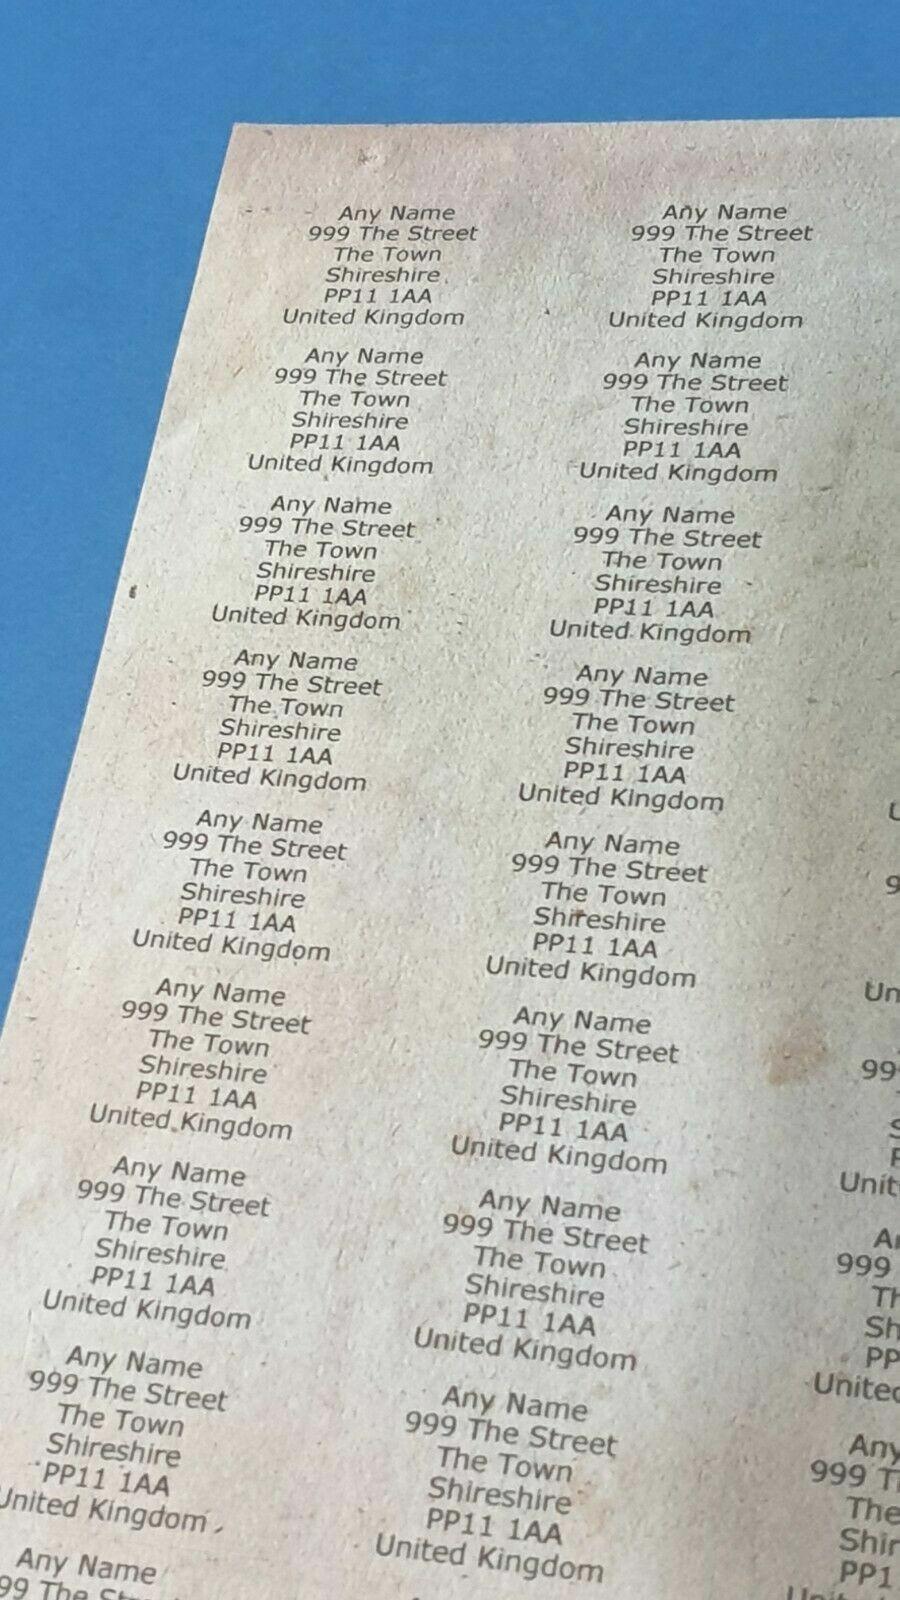 Any Name
999 The Street
The Town
Shireshire
PP11 1AA
United Kingdom
Any Name
999 The Street
The Town
Shireshire
PP11 1AA
United Kingdom
Any Name
999 The Street
The Town
Shireshire
PP11 1AA
United Kingdom
Any Name
999 The Street
The Town
Shireshire
PP11 1AA
United Kingdom
Any Name
999 The Street
The Town
Shireshire
PP11 1AA
United Kingdom
Any Name
999 The Street
The Town
Shireshire
PP11 1AA
United Kingdom
Any Name
999 The Street
The Town
Shireshire
PP11 1AA
United Kingdom
Any Name
999 The Street
The Town
Shireshire
PP11 1AA
United Kingdom
Any Name
999 The Street
The Town
Shireshire
PP11 1AA
United Kingdom
Any Name
999 The Street
The Town
Shireshire
PP11 1AA
United Kingdom
Any Name
999 The Street
The Town
Shireshire
PP11 1AA
United Kingdom
Any Name
999 The Street
The Town
Shireshire
PP11 1AA
United Kingdom
Any Name
999 The Street
The Town
Shireshire
PP11 1AA
United Kingdom
Any Name
999 The Street
The Town
Shireshire
PP11 1AA
United Kingdom
999
Any Name
999 The Street
The Town
Shireshire
PP11 1AA
United Kingdom
Any Name
999 The Street
The Town
Shireshire
PP11 1AA
United Kingdom
Any
999
The
Any Name
The